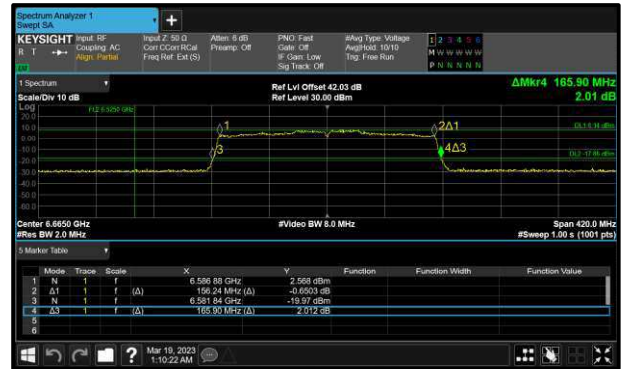 Spectrum Analyzer 1
Swept SA
+
KEYSIGHT Input: RF Input Z: 50 Ω Atten: 6 dB PNO: Fast #Avg Type: Voltage 1 2 3 4 5 6
R T Coupling: AC Corr CCorr RCal Preamp: Off Gate: Off Avg|Hold: 10/10 M W W W W W
Align: Partial Freq Ref: Ext (S) IF Gain: Low Trig: Free Run
Sig Track: Off P N N N N N
1 Spectrum Ref Lvl Offset 42.03 dB ΔMkr4 165.90 MHz
Scale/Div 10 dB Ref Level 30.00 dBm 2.01 dB
Log
20.0
10.0 1 2Δ1
0.00
-10.0 3 4Δ3
-20.0
-30.0
-40.0
-50.0
-60.0
Center 6.6650 GHz #Video BW 8.0 MHz Span 420.0 MHz
#Res BW 2.0 MHz #Sweep 1.00 s (1001 pts)
5 Marker Table
Mode Trace Scale X Y Function Function Width Function Value
1 N 1 f 6.586 88 GHz 2.568 dBm
2 Δ1 1 f (Δ) 156.24 MHz (Δ) -0.6503 dB
3 N 1 f 6.581 84 GHz -19.97 dBm
4 Δ3 1 f (Δ) 165.90 MHz (Δ) 2.012 dB
5
6
? Mar 19, 2023
1:10:22 AM